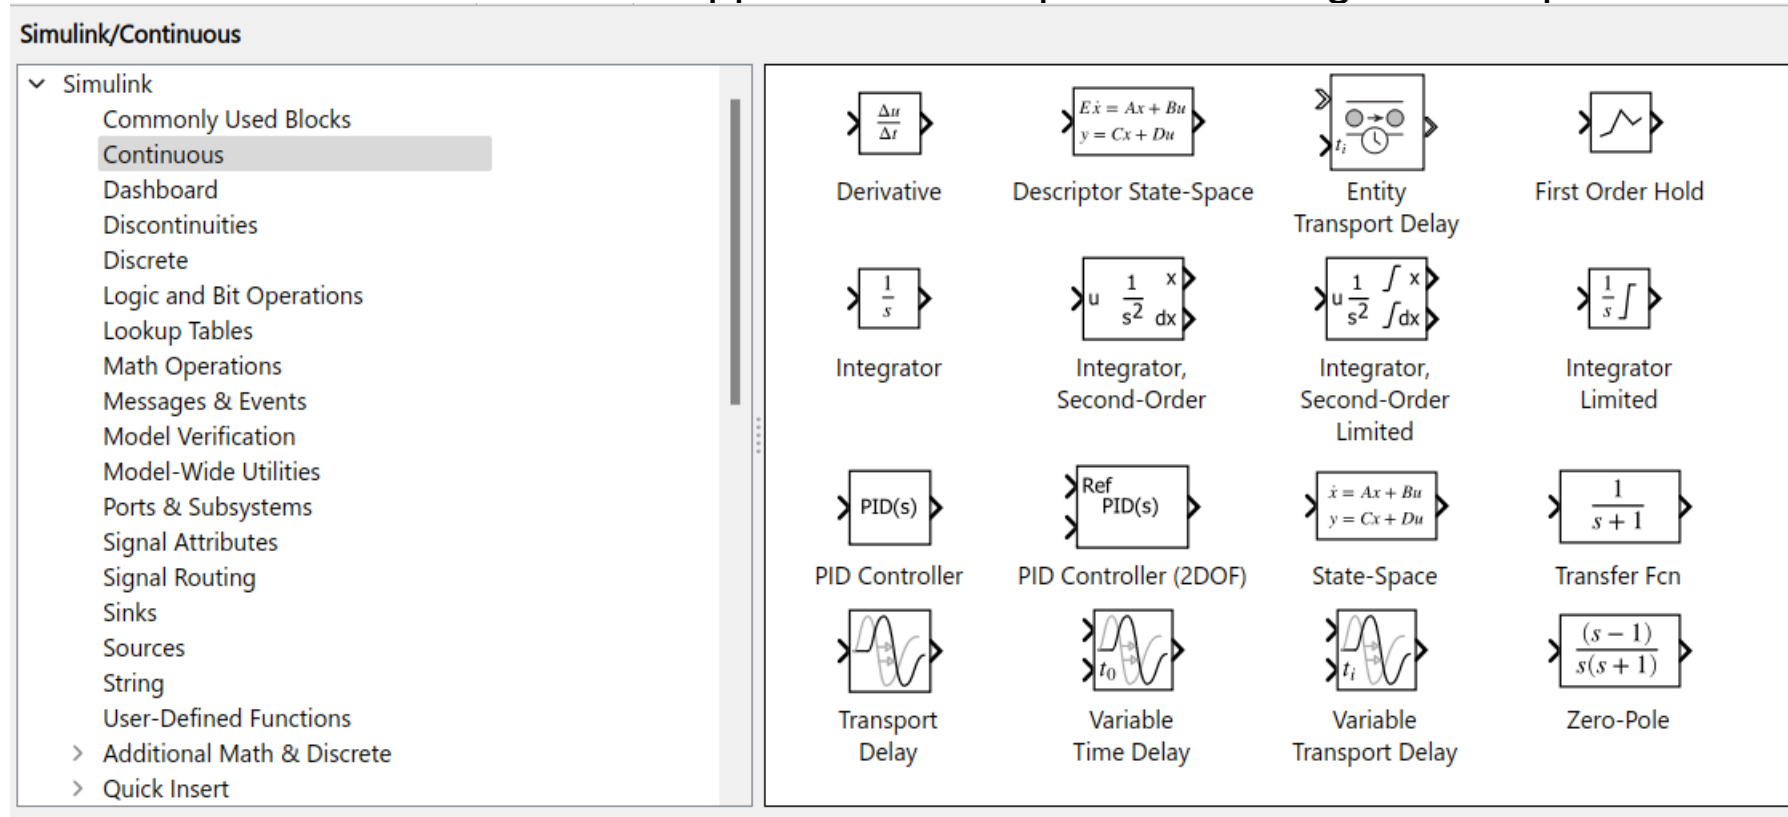 Simulink/Continuous
Simulink
Commonly Used Blocks
Continuous
Dashboard
Discontinuities
Discrete
Logic and Bit Operations
Lookup Tables
Math Operations
Messages & Events
Model Verification
Model-Wide Utilities
Ports & Subsystems
Signal Attributes
Signal Routing
Sinks
Sources
String
User-Defined Functions
Additional Math & Discrete
Quick Insert
Δu
Δt
Derivative
Eẋ = Ax + Bu
y = Cx + Du
Descriptor State-Space
t_i
Entity
Transport Delay
First Order Hold
1
s
Integrator
u 1 x
s² dx
Integrator,
Second-Order
u 1 ∫ x
s² ∫dx
Integrator,
Second-Order
Limited
1 ∫
s
Integrator
Limited
PID(s)
PID Controller
Ref
PID(s)
PID Controller (2DOF)
ẋ = Ax + Bu
y = Cx + Du
State-Space
1
s + 1
Transfer Fcn
Transport
Delay
t₀
Variable
Time Delay
t_i
Variable
Transport Delay
(s − 1)
s(s + 1)
Zero-Pole